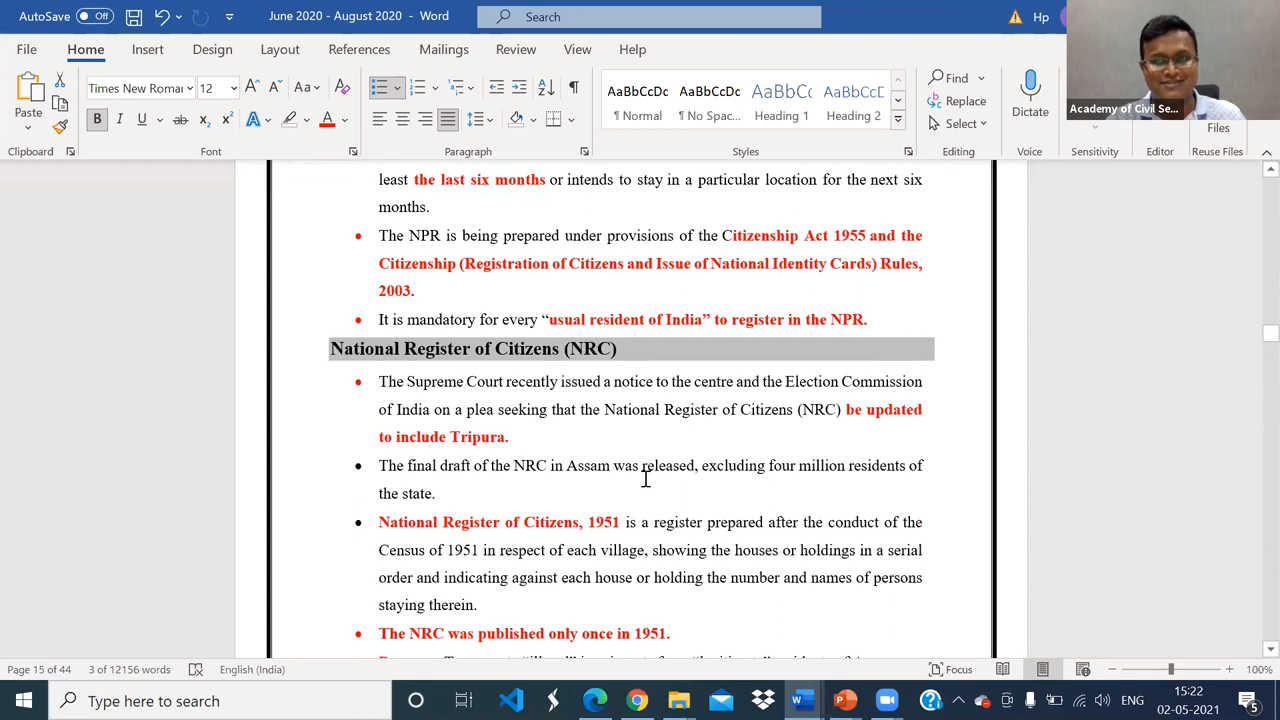 AutoSave Off June 2020 - August 2020 - Word Search Hp
File Home Insert Design Layout References Mailings Review View Help
Paste Times New Roma 12 Aa AaBbCcDc AaBbCcDc AaBbCc AaBbCcD Find Replace Select Dictate
¶ Normal ¶ No Spac... Heading 1 Heading 2 Files
Academy of Civil Se...
Clipboard Font Paragraph Styles Editing Voice Sensitivity Editor Reuse Files
least the last six months or intends to stay in a particular location for the next six
months.
The NPR is being prepared under provisions of the Citizenship Act 1955 and the
Citizenship (Registration of Citizens and Issue of National Identity Cards) Rules,
2003.
It is mandatory for every “usual resident of India” to register in the NPR.
National Register of Citizens (NRC)
The Supreme Court recently issued a notice to the centre and the Election Commission
of India on a plea seeking that the National Register of Citizens (NRC) be updated
to include Tripura.
The final draft of the NRC in Assam was released, excluding four million residents of
the state.
National Register of Citizens, 1951 is a register prepared after the conduct of the
Census of 1951 in respect of each village, showing the houses or holdings in a serial
order and indicating against each house or holding the number and names of persons
staying therein.
The NRC was published only once in 1951.
Page 15 of 44 3 of 12156 words English (India) Focus 100%
Type here to search ENG 15:22
02-05-2021 5